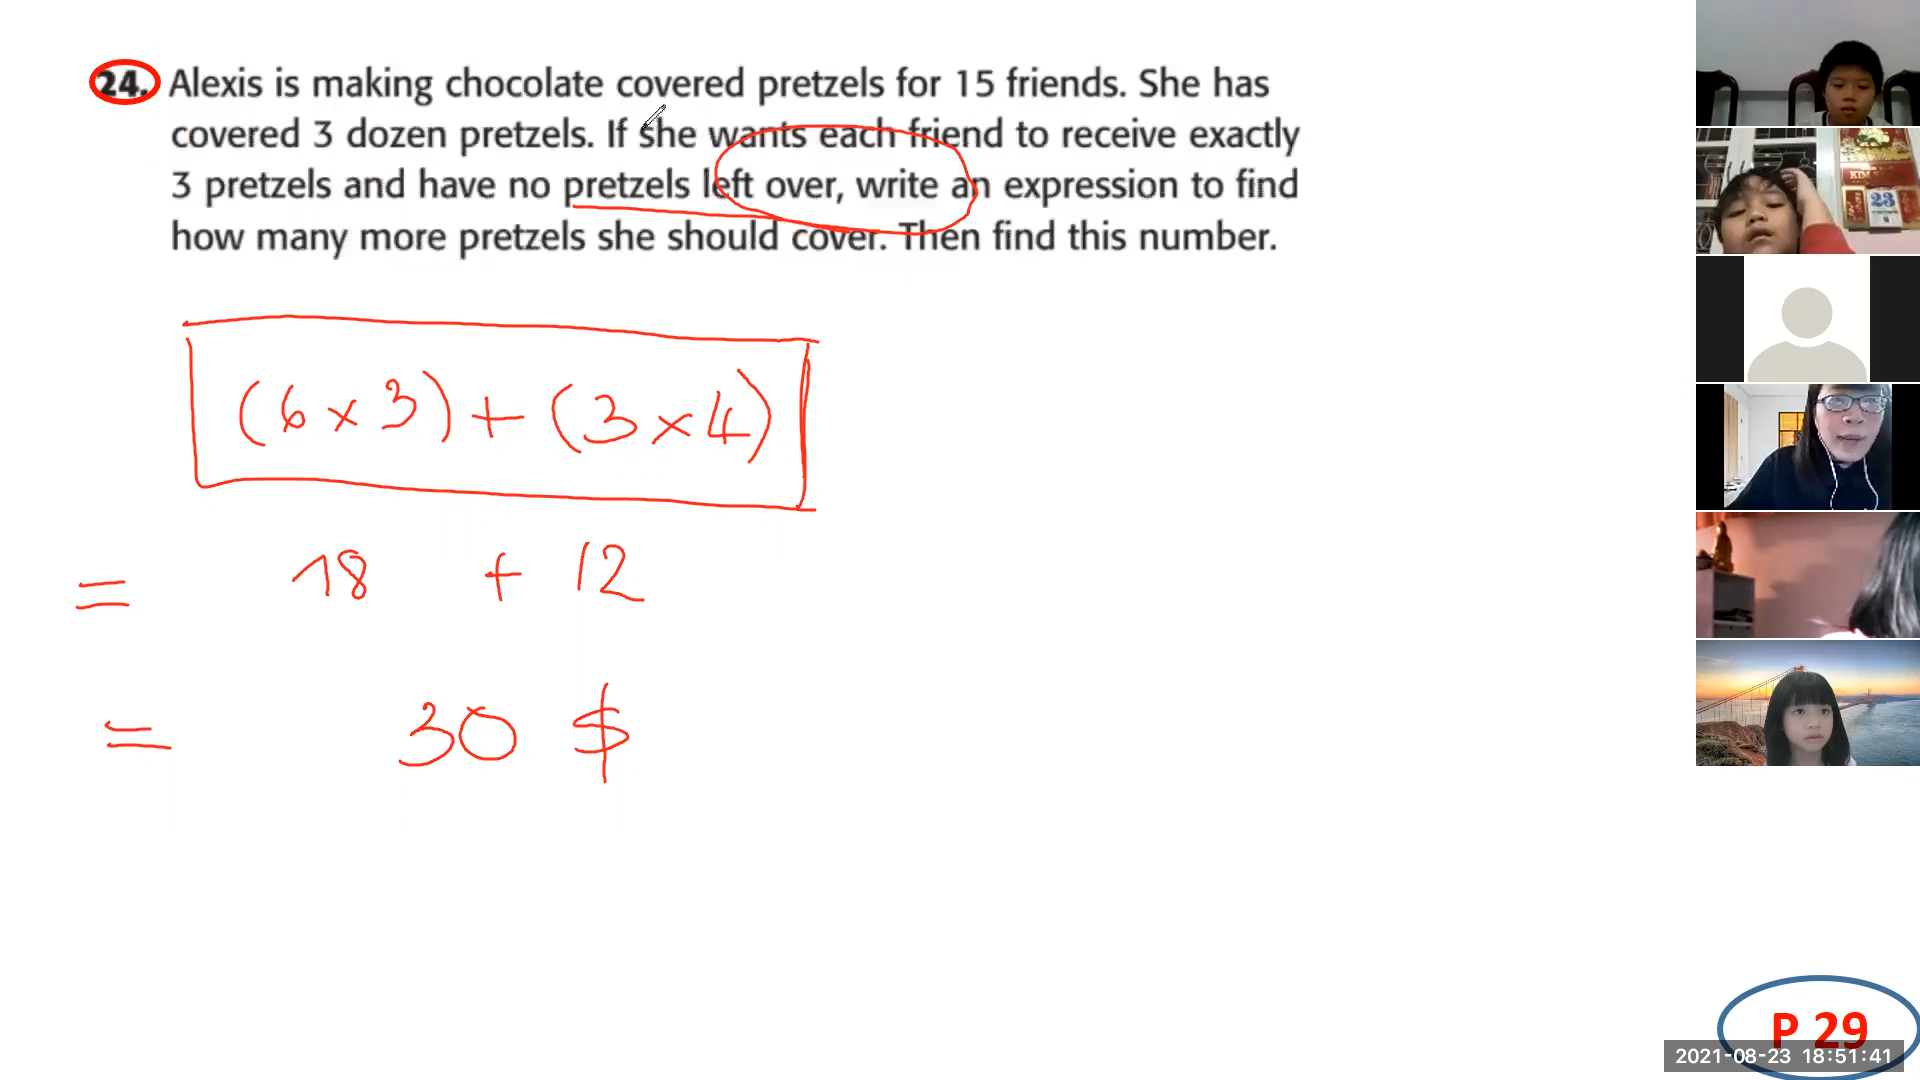 24. Alexis is making chocolate covered pretzels for 15 friends. She has
covered 3 dozen pretzels. If she wants each friend to receive exactly
3 pretzels and have no pretzels left over, write an expression to find
how many more pretzels she should cover. Then find this number.
(6 x 3) + (3 x 4)
= 18 + 12
= 30 $
23
P 29
2021-08-23 18:51:41